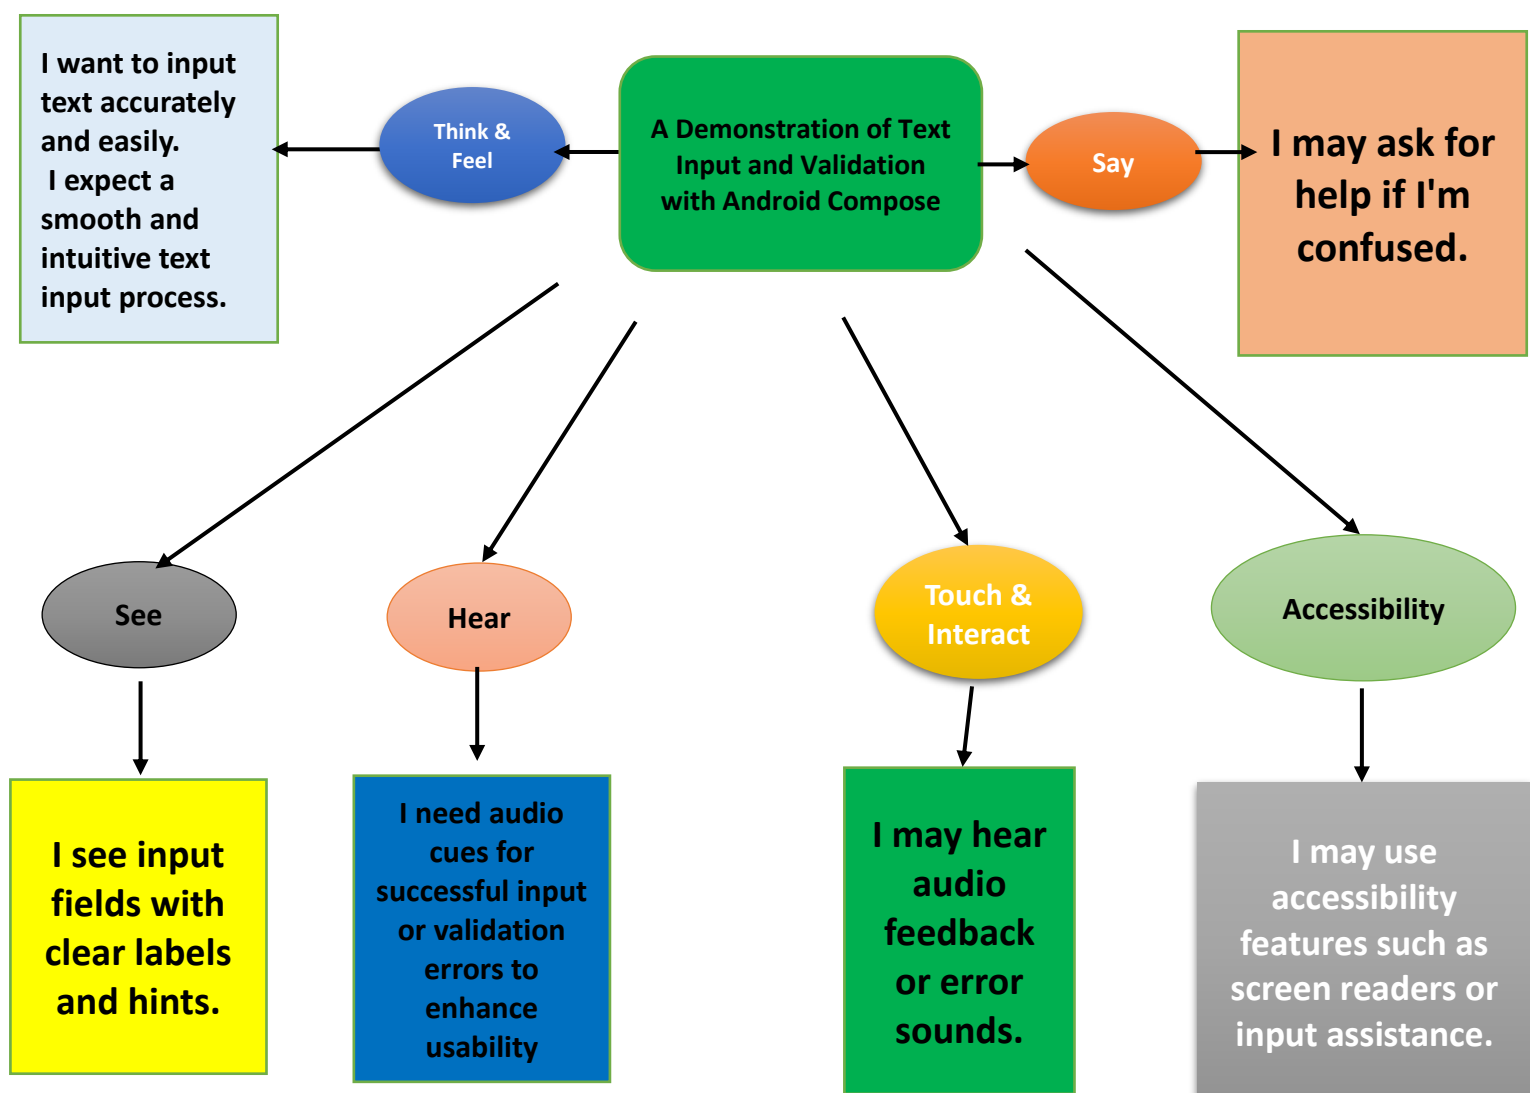 I want to input
text accurately
and easily.
I expect a
smooth and
intuitive text
input process.
Think &
Feel
A Demonstration of Text
Input and Validation
with Android Compose
Say
I may ask for
help if I'm
confused.
See
Hear
Touch &
Interact
Accessibility
I see input
fields with
clear labels
and hints.
I need audio
cues for
successful input
or validation
errors to
enhance
usability
I may hear
audio
feedback
or error
sounds.
I may use
accessibility
features such as
screen readers or
input assistance.